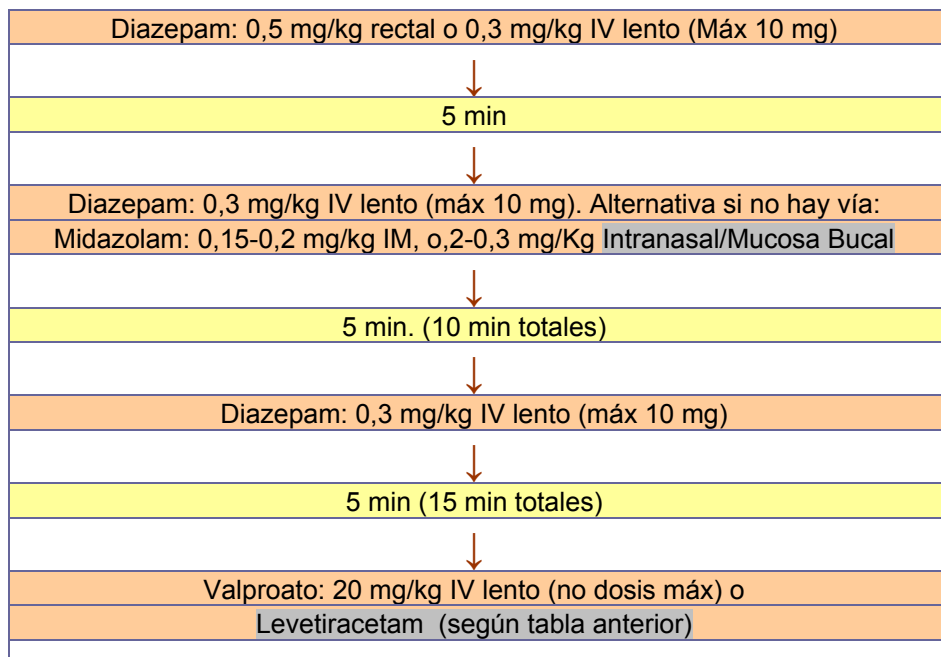 Diazepam: 0,5 mg/kg rectal o 0,3 mg/kg IV lento (Máx 10 mg)
5 min
Diazepam: 0,3 mg/kg IV lento (máx 10 mg). Alternativa si no hay vía:
Midazolam: 0,15-0,2 mg/kg IM, o,2-0,3 mg/Kg Intranasal/Mucosa Bucal
5 min. (10 min totales)
Diazepam: 0,3 mg/kg IV lento (máx 10 mg)
5 min (15 min totales)
Valproato: 20 mg/kg IV lento (no dosis máx) o
Levetiracetam (según tabla anterior)